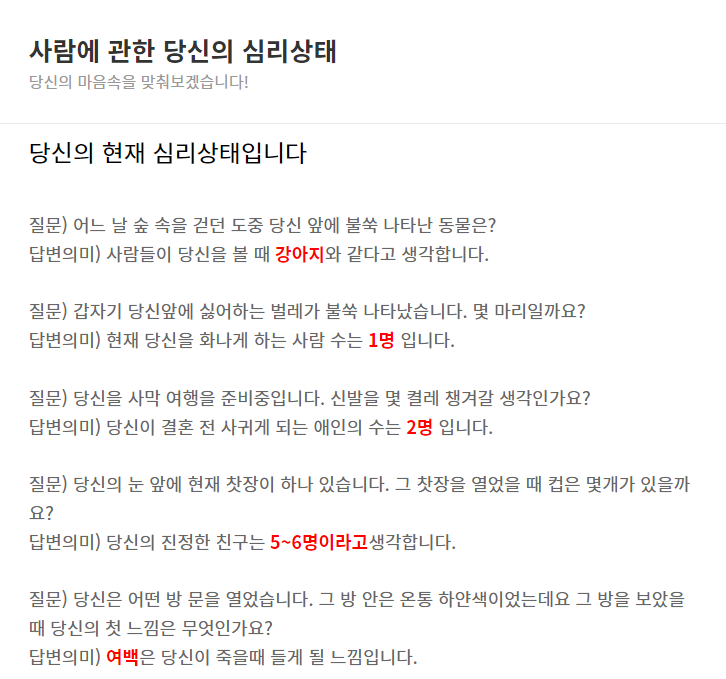 사람에 관한 당신의 심리상태
당신의 마음속을 맞춰보겠습니다!
당신의 현재 심리상태입니다
질문) 어느 날 숲 속을 걷던 도중 당신 앞에 불쑥 나타난 동물은?
답변의미) 사람들이 당신을 볼 때 강아지와 같다고 생각합니다.
질문) 갑자기 당신앞에 싫어하는 벌레가 불쑥 나타났습니다. 몇 마리일까요?
답변의미) 현재 당신을 화나게 하는 사람 수는 1명 입니다.
질문) 당신을 사막 여행을 준비중입니다. 신발을 몇 켤레 챙겨갈 생각인가요?
답변의미) 당신이 결혼 전 사귀게 되는 애인의 수는 2명 입니다.
질문) 당신의 눈 앞에 현재 찻장이 하나 있습니다. 그 찻장을 열었을 때 컵은 몇개가 있을까
요?
답변의미) 당신의 진정한 친구는 5~6명이라고생각합니다.
질문) 당신은 어떤 방 문을 열었습니다. 그 방 안은 온통 하얀색이었는데요 그 방을 보았을
때 당신의 첫 느낌은 무엇인가요?
답변의미) 여백은 당신이 죽을때 들게 될 느낌입니다.